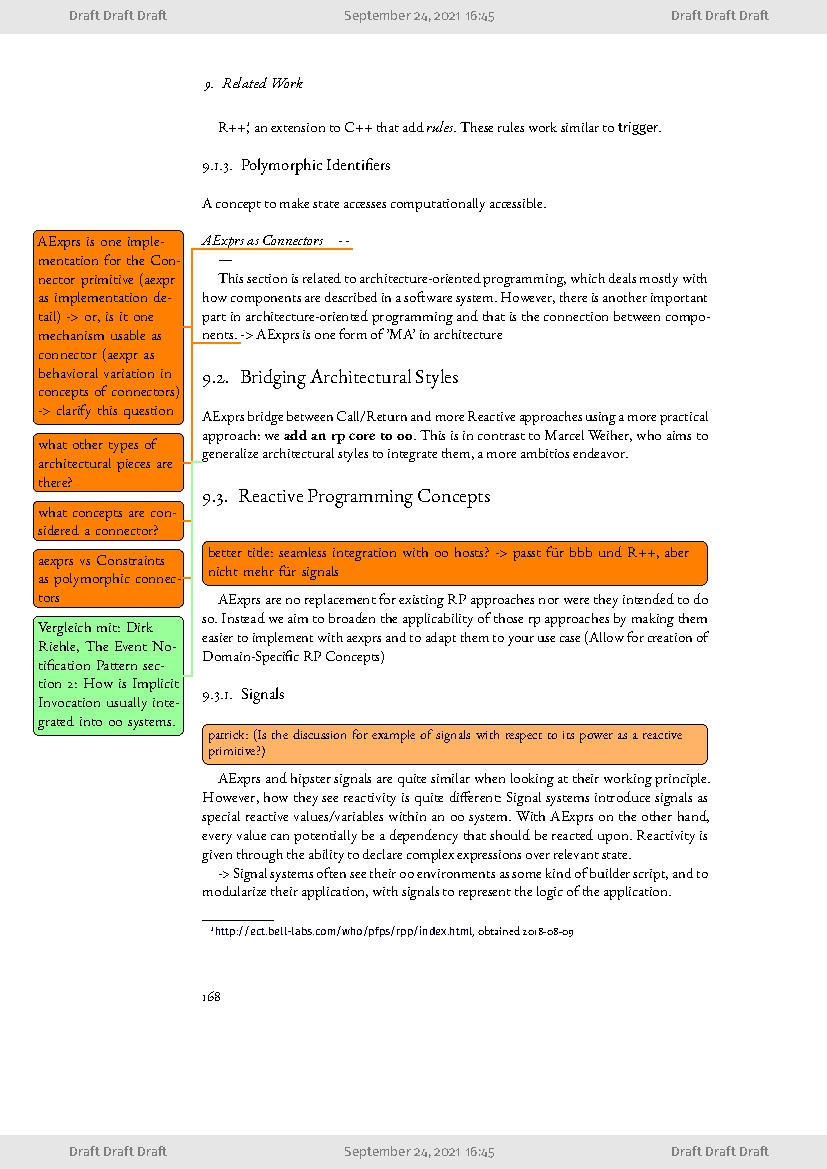 Draft Draft Draft September 24, 2021 16:45 Draft Draft Draft
9. Related Work
R++¹, an extension to C++ that add rules. These rules work similar to trigger.
9.1.3. Polymorphic Identifiers
A concept to make state accesses computationally accessible.
AExprs as Connectors - -
—
This section is related to architecture-oriented programming, which deals mostly with
how components are described in a software system. However, there is another important
part in architecture-oriented programming and that is the connection between compo-
nents. -> AExprs is one form of 'MA' in architecture
AExprs is one imple-
mentation for the Con-
nector primitive (aexpr
as implementation de-
tail) -> or, is it one
mechanism usable as
connector (aexpr as
behavioral variation in
concepts of connectors)
-> clarify this question
what other types of
architectural pieces are
there?
what concepts are con-
sidered a connector?
aexprs vs Constraints
as polymorphic connec-
tors
Vergleich mit: Dirk
Riehle, The Event No-
tification Pattern sec-
tion 2: How is Implicit
Invocation usually inte-
grated into oo systems.
9.2. Bridging Architectural Styles
AExprs bridge between Call/Return and more Reactive approaches using a more practical
approach: we add an rp core to oo. This is in contrast to Marcel Weiher, who aims to
generalize architectural styles to integrate them, a more ambitios endeavor.
9.3. Reactive Programming Concepts
better title: seamless integration with oo hosts? -> passt für bbb und R++, aber
nicht mehr für signals
AExprs are no replacement for existing RP approaches nor were they intended to do
so. Instead we aim to broaden the applicability of those rp approaches by making them
easier to implement with aexprs and to adapt them to your use case (Allow for creation of
Domain-Specific RP Concepts)
9.3.1. Signals
patrick: (Is the discussion for example of signals with respect to its power as a reactive
primitive?)
AExprs and hipster signals are quite similar when looking at their working principle.
However, how they see reactivity is quite different: Signal systems introduce signals as
special reactive values/variables within an oo system. With AExprs on the other hand,
every value can potentially be a dependency that should be reacted upon. Reactivity is
given through the ability to declare complex expressions over relevant state.
-> Signal systems often see their oo environments as some kind of builder script, and to
modularize their application, with signals to represent the logic of the application.
¹http://ect.bell-labs.com/who/pfps/rpp/index.html, obtained 2018-08-09
168
Draft Draft Draft September 24, 2021 16:45 Draft Draft Draft